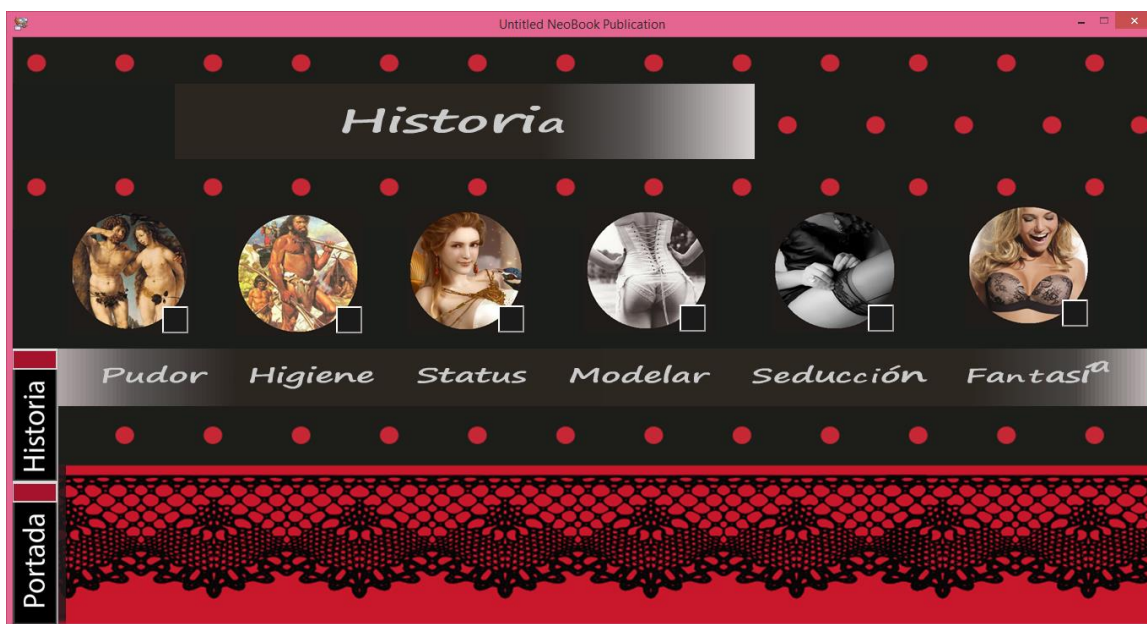 Untitled NeoBook Publication
Historia
Pudor Higiene Status Modelar Seducción Fantasía
Historia
Portada